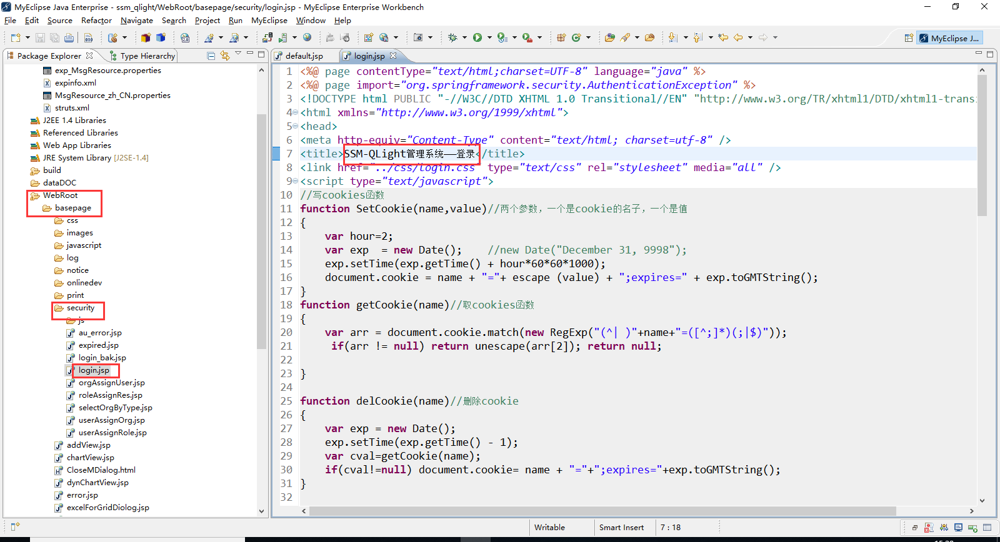 MyEclipse Java Enterprise - ssm_qlight/WebRoot/basepage/security/login.jsp - MyEclipse Enterprise Workbench
File Edit Source Refactor Navigate Search Project Run MyEclipse Window Help
MyEclipse J...
Package Explorer
Type Hierarchy
exp_MsgResource.properties
expinfo.xml
MsgResource_zh_CN.properties
struts.xml
J2EE 1.4 Libraries
Referenced Libraries
Web App Libraries
JRE System Library [J2SE-1.4]
build
dataDOC
WebRoot
basepage
css
images
javascript
log
notice
onlinedev
print
security
js
au_error.jsp
expired.jsp
login_bak.jsp
login.jsp
orgAssignUser.jsp
roleAssignRes.jsp
selectOrgByType.jsp
userAssignOrg.jsp
userAssignRole.jsp
addView.jsp
chartView.jsp
CloseMDialog.html
dynChartView.jsp
error.jsp
excelForGridDiolog.jsp
default.jsp
login.jsp
1 <%@ page contentType="text/html;charset=UTF-8" language="java" %>
2 <%@ page import="org.springframework.security.AuthenticationException" %>
3 <!DOCTYPE html PUBLIC "-//W3C//DTD XHTML 1.0 Transitional//EN" "http://www.w3.org/TR/xhtml1/DTD/xhtml1-trans
4 <html xmlns="http://www.w3.org/1999/xhtml">
5 <head>
6 <meta http-equiv="Content-Type" content="text/html; charset=utf-8" />
7 <title>SSM-QLight管理系统——登录</title>
8 <link href="../css/login.css" type="text/css" rel="stylesheet" media="all" />
9 <script type="text/javascript">
10 //写cookies函数
11 function SetCookie(name,value)//两个参数，一个是cookie的名子，一个是值
12 {
13 var hour=2;
14 var exp  = new Date();    //new Date("December 31, 9998");
15 exp.setTime(exp.getTime() + hour*60*60*1000);
16 document.cookie = name + "="+ escape (value) + ";expires=" + exp.toGMTString();
17 }
18 function getCookie(name)//取cookies函数
19 {
20 var arr = document.cookie.match(new RegExp("(^| )"+name+"=([^;]*)(;|$)"));
21 if(arr != null) return unescape(arr[2]); return null;
22
23 }
24
25 function delCookie(name)//删除cookie
26 {
27 var exp = new Date();
28 exp.setTime(exp.getTime() - 1);
29 var cval=getCookie(name);
30 if(cval!=null) document.cookie= name + "="+";expires="+exp.toGMTString();
31 }
32
Writable
Smart Insert
7 : 18